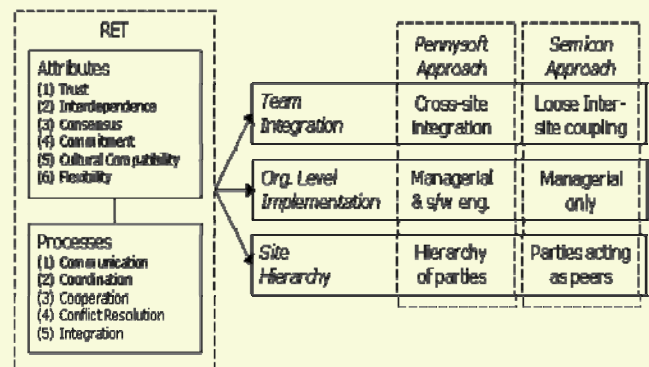 RET
Attributes
(1) Trust
(2) Interdependence
(3) Consensus
(4) Commitment
(5) Cultural Compatibility
(6) Flexibility
Processes
(1) Communication
(2) Coordination
(3) Cooperation
(4) Conflict Resolution
(5) Integration
Pennysoft
Approach
Semicon
Approach
Team
Integration
Cross-site
integration
Loose Inter-
site coupling
Org. Level
Implementation
Managerial
& s/w eng.
Managerial
only
Site
Hierarchy
Hierarchy
of parties
Parties acting
as peers